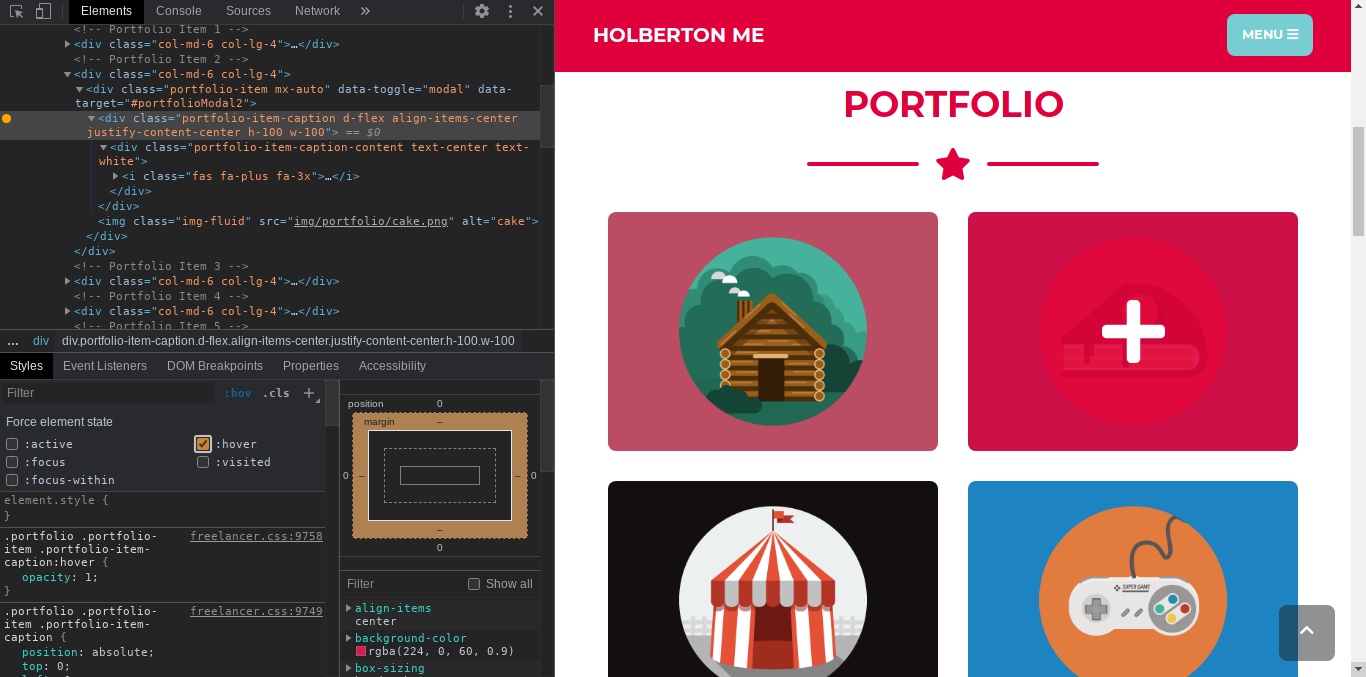 Elements Console Sources Network »
<!-- Portfolio Item 1 -->
<div class="col-md-6 col-lg-4">…</div>
<!-- Portfolio Item 2 -->
<div class="col-md-6 col-lg-4">
<div class="portfolio-item mx-auto" data-toggle="modal" data-
target="#portfolioModal2">
<div class="portfolio-item-caption d-flex align-items-center
justify-content-center h-100 w-100"> == $0
<div class="portfolio-item-caption-content text-center text-
white">
<i class="fas fa-plus fa-3x">…</i>
</div>
</div>
<img class="img-fluid" src="img/portfolio/cake.png" alt="cake">
</div>
</div>
<!-- Portfolio Item 3 -->
<div class="col-md-6 col-lg-4">…</div>
<!-- Portfolio Item 4 -->
<div class="col-md-6 col-lg-4">…</div>
<!-- Portfolio Item 5 -->
… div div.portfolio-item-caption.d-flex.align-items-center.justify-content-center.h-100.w-100
Styles Event Listeners DOM Breakpoints Properties Accessibility
Filter :hov .cls +
Force element state
:active :hover
:focus :visited
:focus-within
element.style {
}
.portfolio .portfolio- freelancer.css:9758
item .portfolio-item-
caption:hover {
opacity: 1;
}
.portfolio .portfolio- freelancer.css:9749
item .portfolio-item-
caption {
position: absolute;
top: 0;
position 0
margin –
0 – – 0
–
0
Filter Show all
align-items
center
background-color
rgba(224, 0, 60, 0.9)
box-sizing
HOLBERTON ME
MENU
PORTFOLIO
SUPER GAME